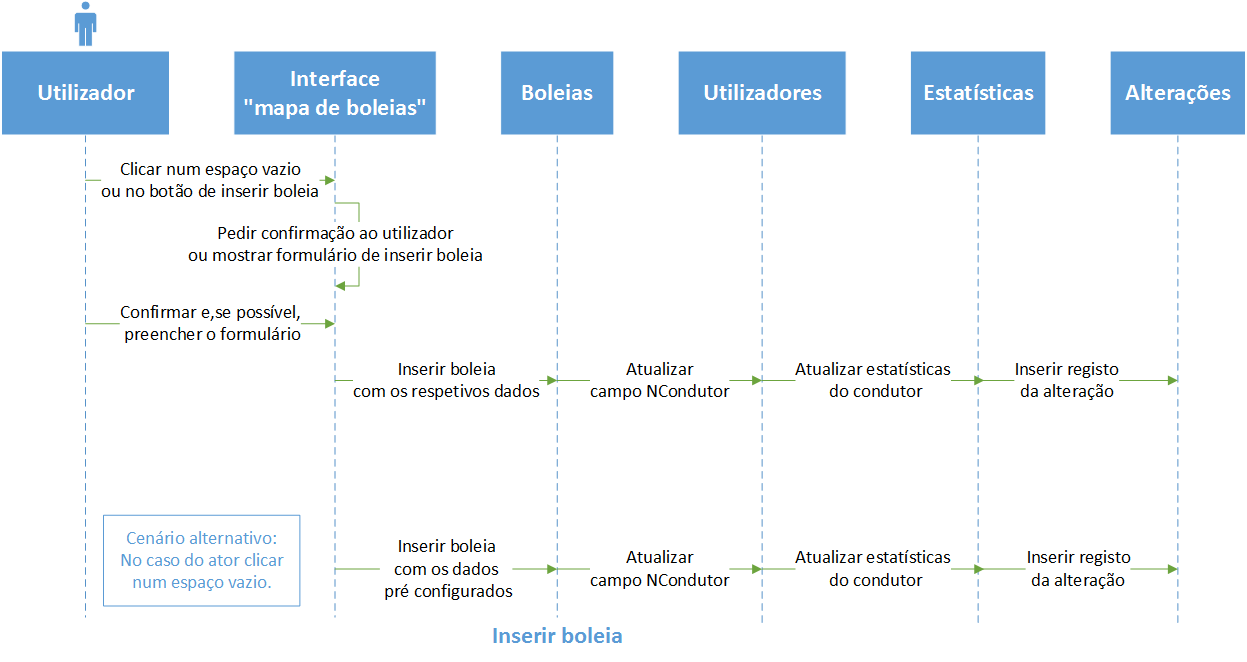 Utilizador
Interface
"mapa de boleias"
Boleias
Utilizadores
Estatísticas
Alterações
Clicar num espaço vazio
ou no botão de inserir boleia
Pedir confirmação ao utilizador
ou mostrar formulário de inserir boleia
Confirmar e,se possível,
preencher o formulário
Inserir boleia
com os respetivos dados
Atualizar
campo NCondutor
Atualizar estatísticas
do condutor
Inserir registo
da alteração
Cenário alternativo:
No caso do ator clicar
num espaço vazio.
Inserir boleia
com os dados
pré configurados
Atualizar
campo NCondutor
Atualizar estatísticas
do condutor
Inserir registo
da alteração
Inserir boleia